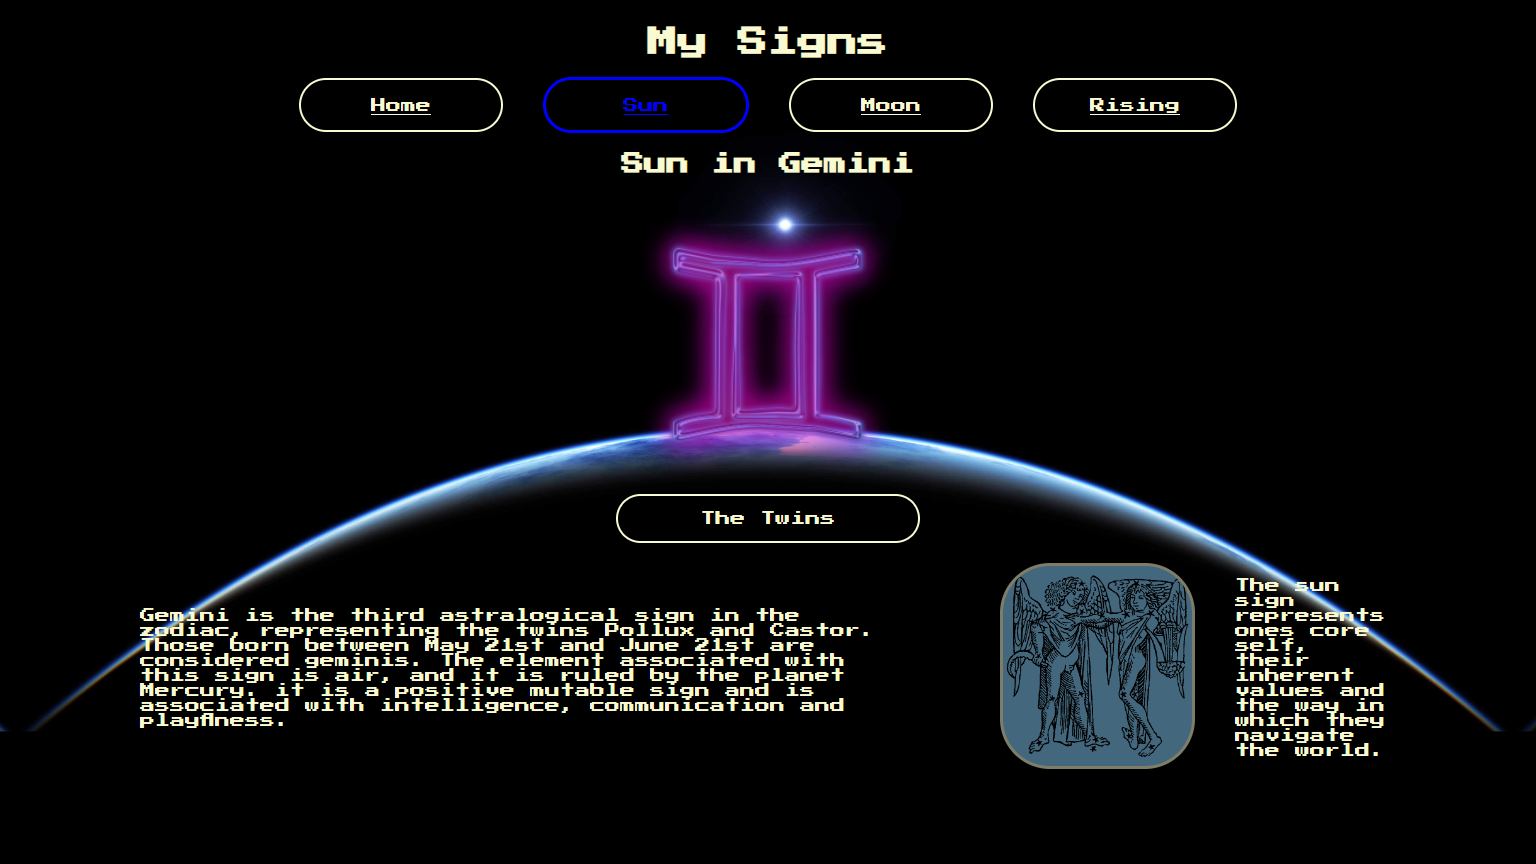 My Signs
Home
Sun
Moon
Rising
Sun in Gemini
The Twins
Gemini is the third astralogical sign in the
zodiac, representing the twins Pollux and Castor.
Those born between May 21st and June 21st are
considered geminis. The element associated with
this sign is air, and it is ruled by the planet
Mercury. it is a positive mutable sign and is
associated with intelligence, communication and
playflness.
The sun
sign
represents
ones core
self,
their
inherent
values and
the way in
which they
navigate
the world.